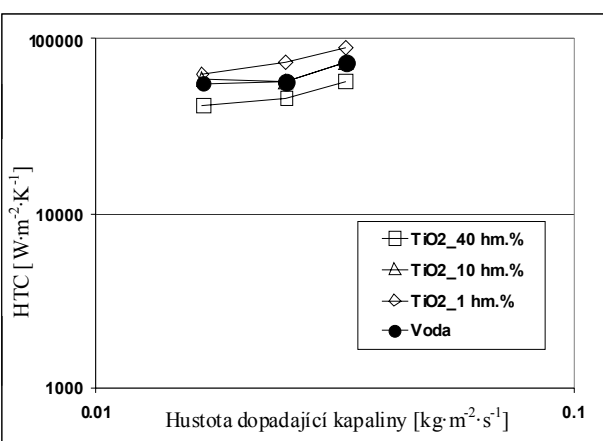 100000
10000
1000
HTC [ W·m⁻²·K⁻¹]
TiO2_40 hm.%
TiO2_10 hm.%
TiO2_1 hm.%
Voda
0.01
0.1
Hustota dopadající kapaliny [kg·m⁻²·s⁻¹]